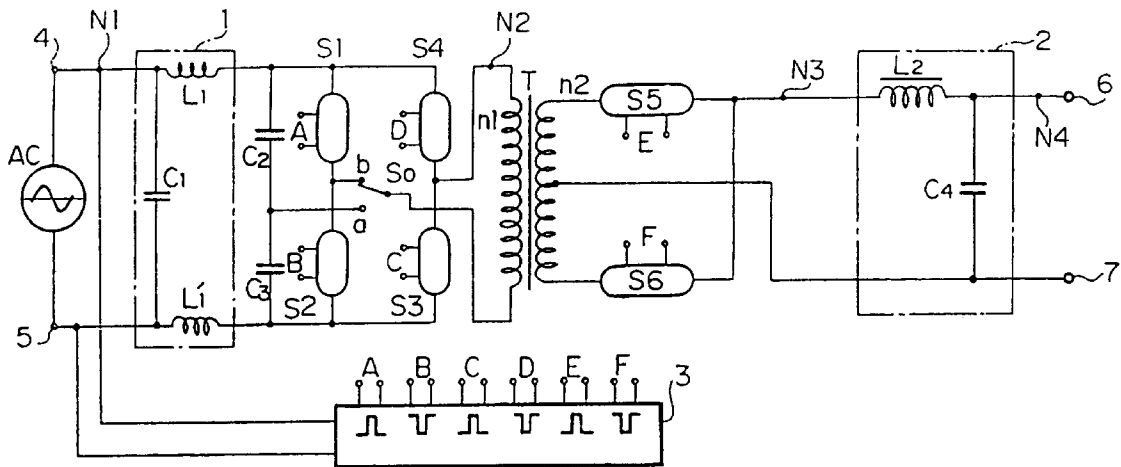 4 N1 1 S1 S4 N2 2
L1 T n2 S5 N3 L2 6
A D n1 E N4
AC C1 C2 b So C4
a
B C F
L1' C3 S2 S3 S6 7
5
A B C D E F 3